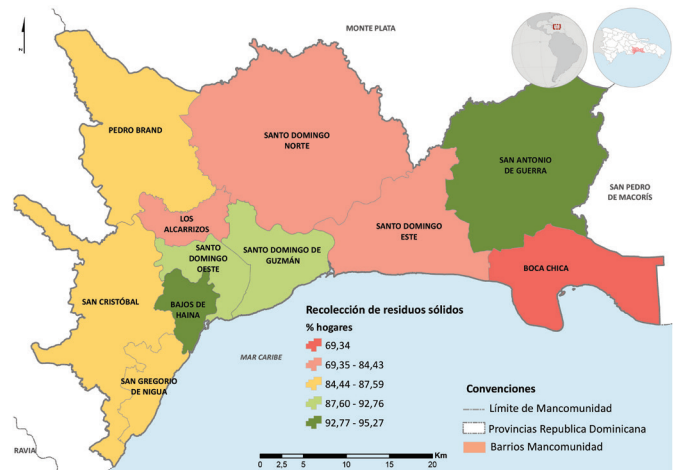 MONTE PLATA
PEDRO BRAND
SANTO DOMINGO
NORTE
SAN ANTONIO
DE GUERRA
SAN PEDRO
DE MACORÍS
LOS
ALCARRIZOS
SANTO
DOMINGO
OESTE
SANTO DOMINGO DE
GUZMÁN
SANTO DOMINGO
ESTE
BOCA CHICA
SAN CRISTÓBAL
BAJOS DE
HAINA
SAN GREGORIO
DE NIGUA
MAR CARIBE
RAVIA
Recolección de residuos sólidos
% hogares
69,34
69,35 - 84,43
84,44 - 87,59
87,60 - 92,76
92,77 - 95,27
Convenciones
Límite de Mancomunidad
Provincias Republica Dominicana
Barrios Mancomunidad
Km
0 2,5 5 10 15 20